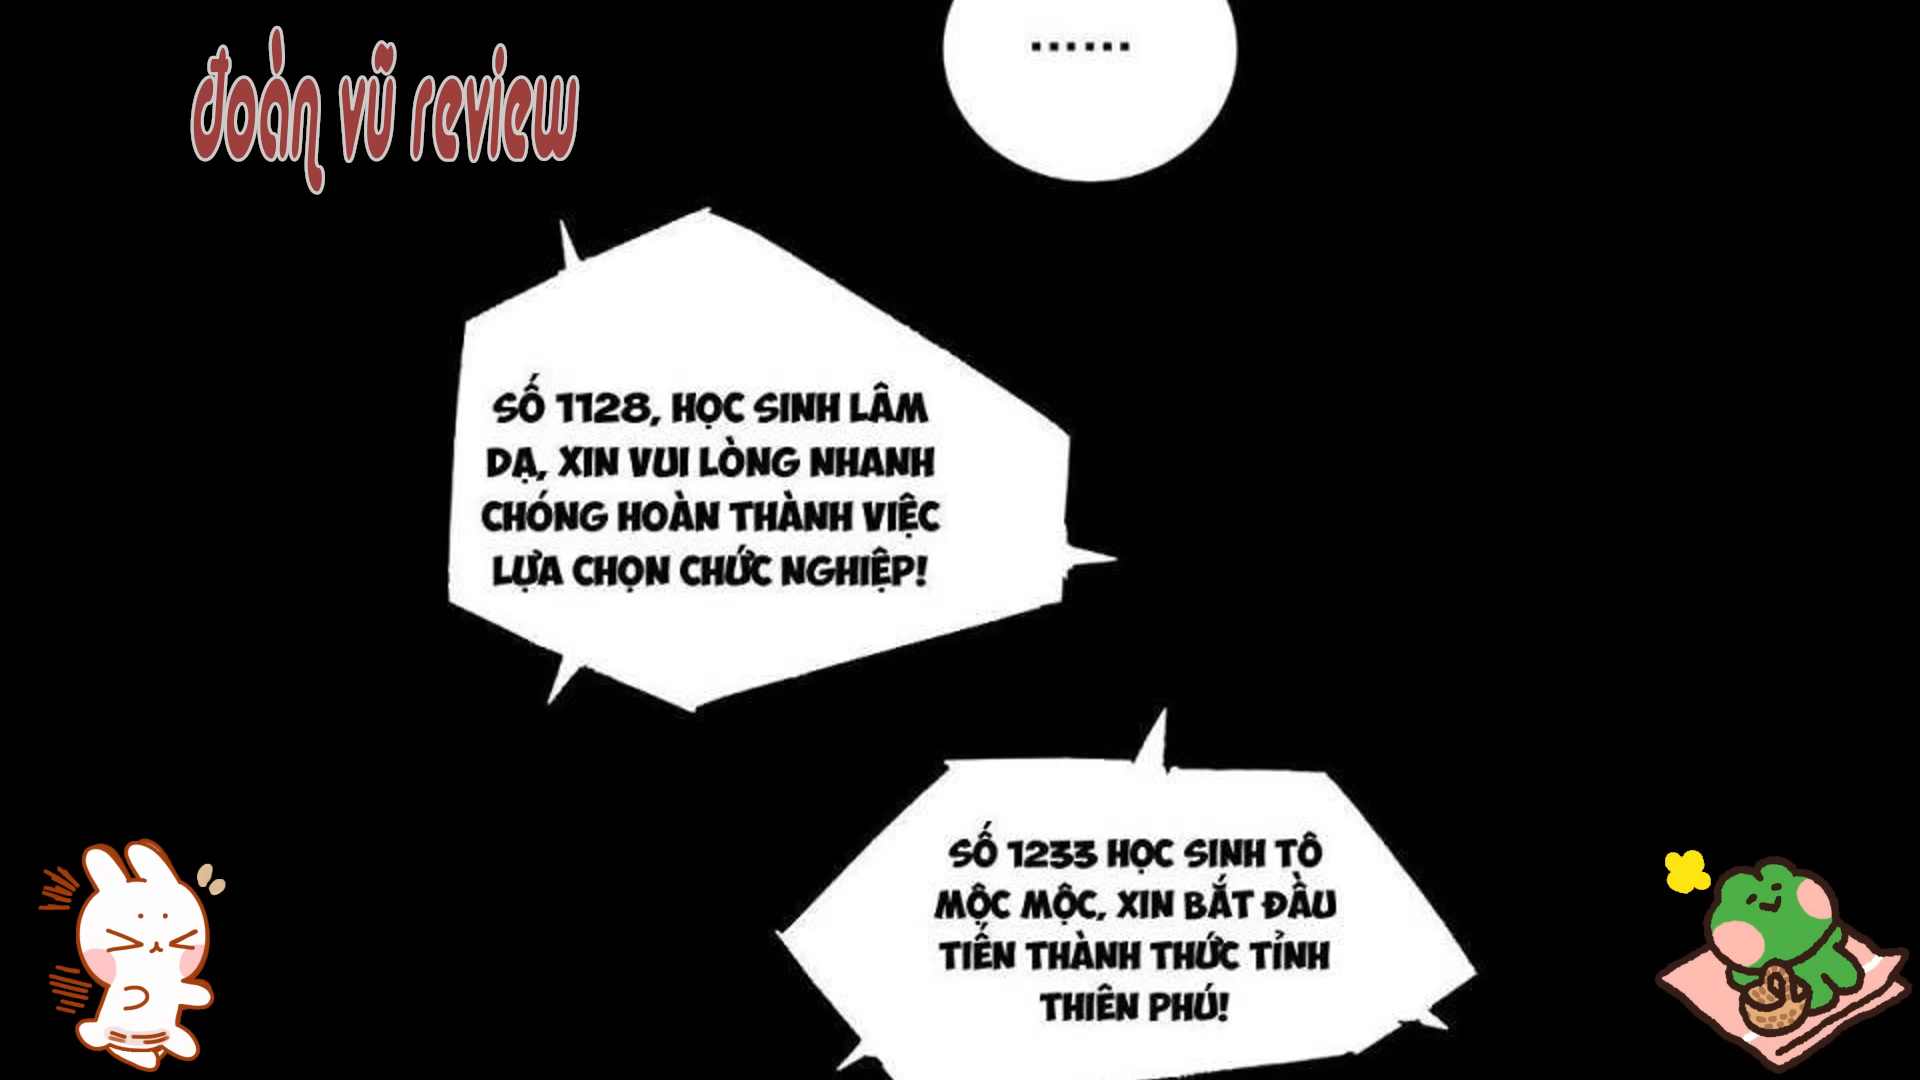 đoản vũ review
......
SỐ 1128, HỌC SINH LÂM
DẠ, XIN VUI LÒNG NHANH
CHÓNG HOÀN THÀNH VIỆC
LỰA CHỌN CHỨC NGHIỆP!
SỐ 1233 HỌC SINH TÔ
MỘC MỘC, XIN BẮT ĐẦU
TIẾN THÀNH THỨC TỈNH
THIÊN PHÚ!